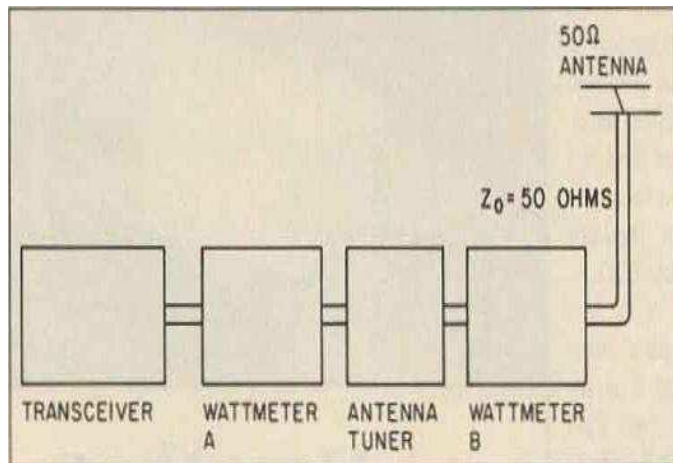 50Ω
ANTENNA
Z₀=50 OHMS
TRANSCEIVER
WATTMETER
A
ANTENNA
TUNER
WATTMETER
B